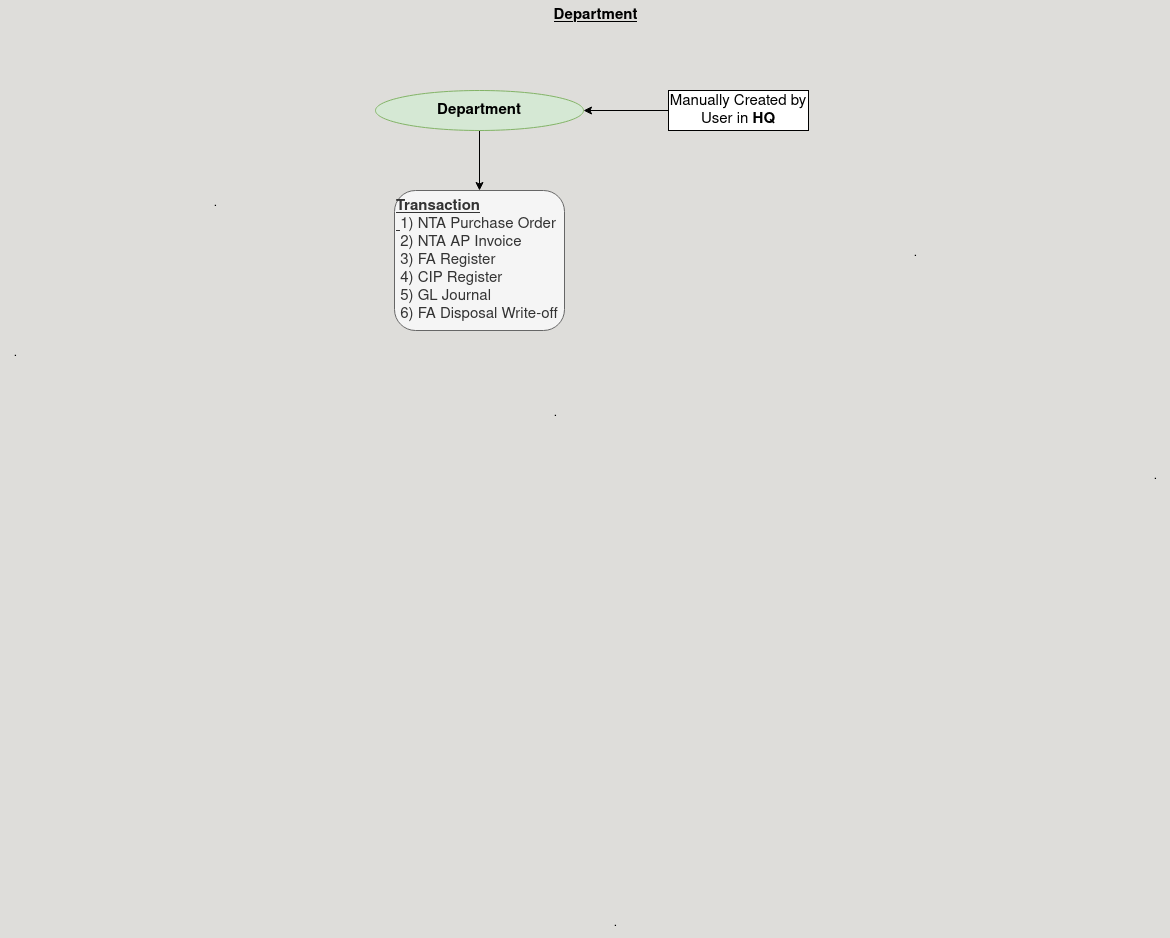 Department
Department
Manually Created by
User in HQ
Transaction
1) NTA Purchase Order
2) NTA AP Invoice
3) FA Register
4) CIP Register
5) GL Journal
6) FA Disposal Write-off